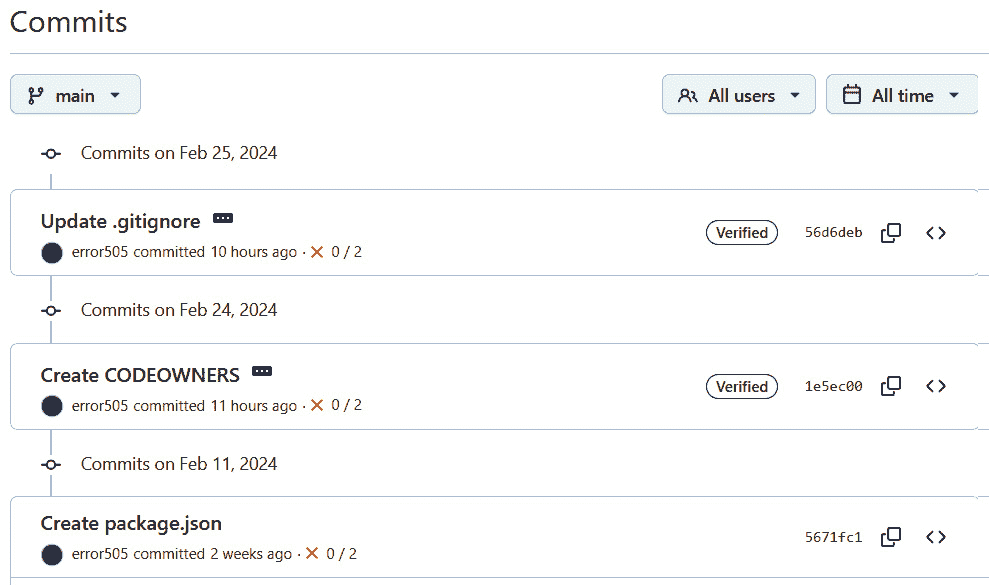 Commits
main
All users
All time
Commits on Feb 25, 2024
Update .gitignore
Verified
56d6deb
error505 committed 10 hours ago · 0 / 2
Commits on Feb 24, 2024
Create CODEOWNERS
Verified
1e5ec00
error505 committed 11 hours ago · 0 / 2
Commits on Feb 11, 2024
Create package.json
5671fc1
error505 committed 2 weeks ago · 0 / 2